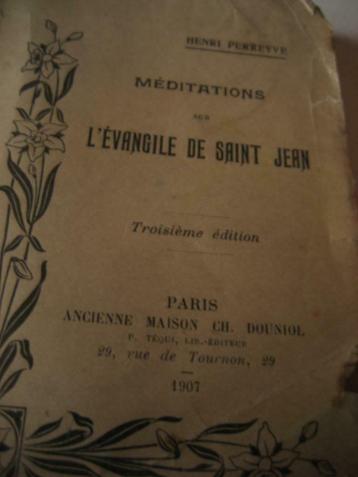 HENRI PERREYVE
MÉDITATIONS
SUR
L'ÉVANGILE DE SAINT JEAN
Troisième édition
PARIS
ANCIENNE MAISON CH. DOUNIOL
P. TÉQUI, LIB.-ÉDITEUR
29, rue de Tournon, 29
1907